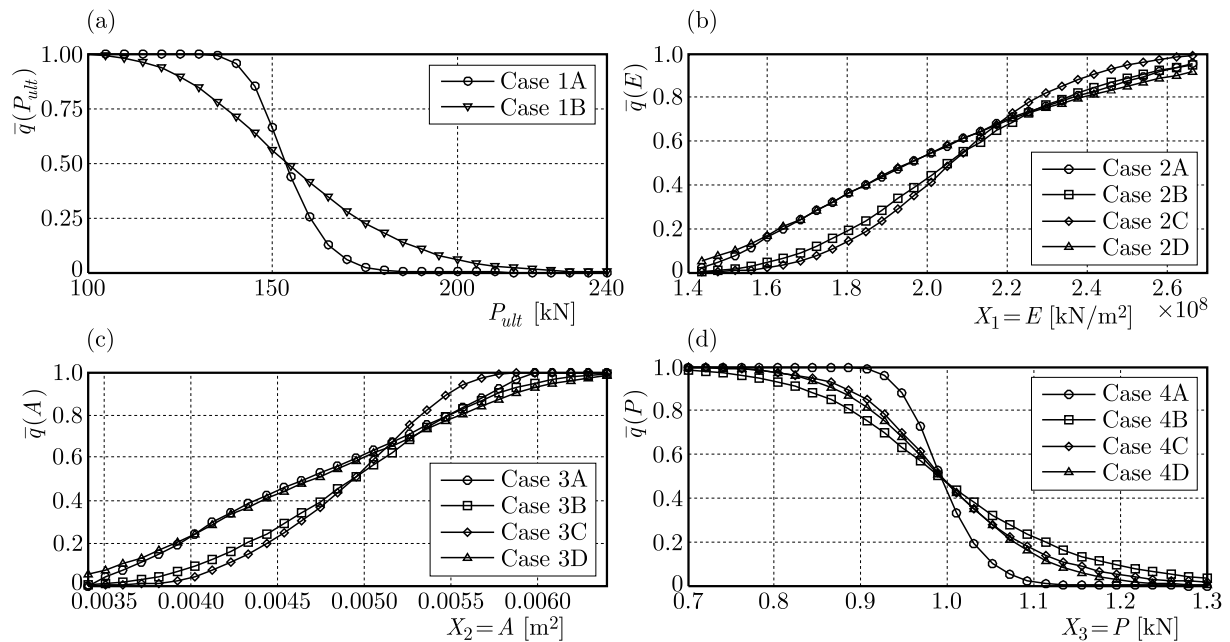 (a)
q̄(P_ult)
1.00
0.75
0.50
0.25
0
100
150
200
240
P_ult [kN]
Case 1A
Case 1B
(b)
q̄(E)
1.0
0.8
0.6
0.4
0.2
0
1.4
1.6
1.8
2.0
2.2
2.4
2.6
X₁ = E [kN/m²]
×10⁸
Case 2A
Case 2B
Case 2C
Case 2D
(c)
q̄(A)
1.0
0.8
0.6
0.4
0.2
0
0.0035
0.0040
0.0045
0.0050
0.0055
0.0060
X₂ = A [m²]
Case 3A
Case 3B
Case 3C
Case 3D
(d)
q̄(P)
1.0
0.8
0.6
0.4
0.2
0
0.7
0.8
0.9
1.0
1.1
1.2
1.3
X₃ = P [kN]
Case 4A
Case 4B
Case 4C
Case 4D